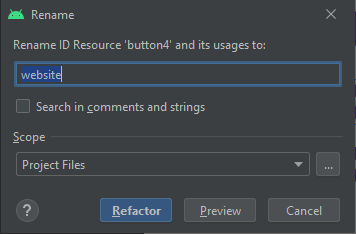 Rename
Rename ID Resource 'button4' and its usages to:
website
Search in comments and strings
Scope
Project Files
...
? Refactor Preview Cancel